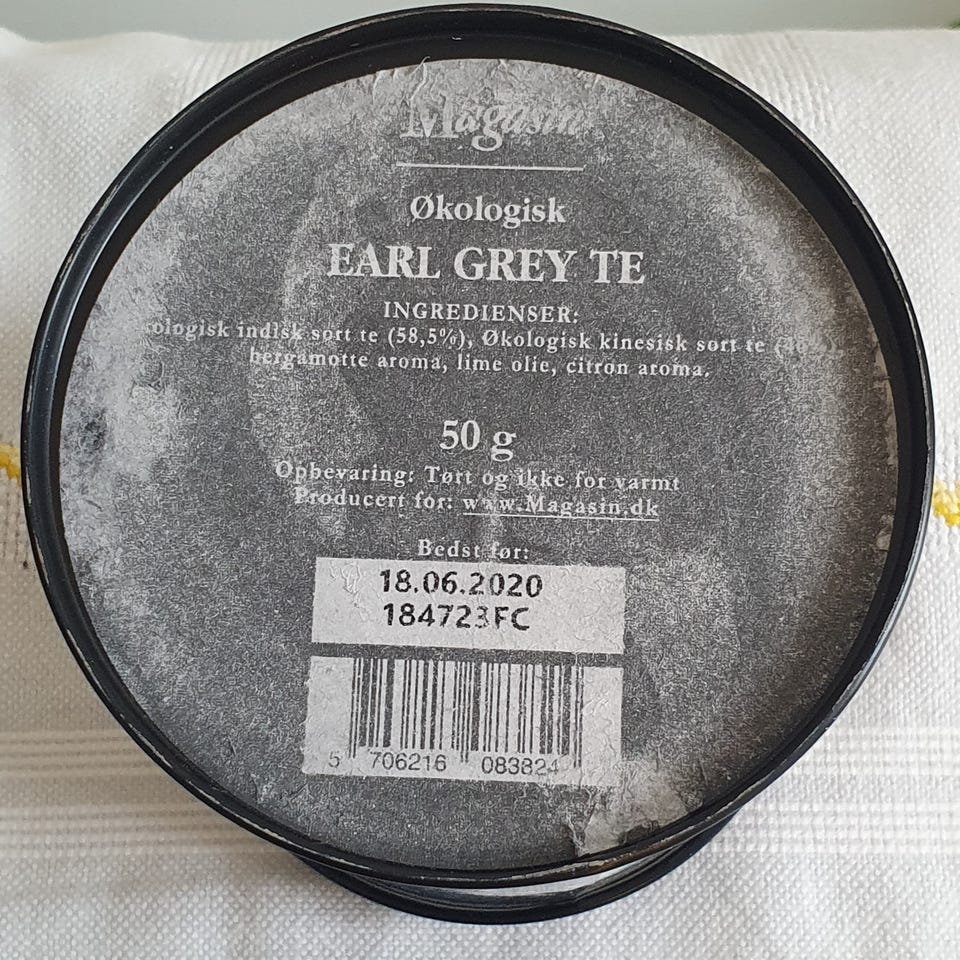 Magasin
Økologisk
EARL GREY TE
INGREDIENSER:
ologisk indisk sort te (58,5%), Økologisk kinesisk sort te
bergamotte aroma, lime olie, citron aroma.
50 g
Opbevaring: Tørt og ikke for varmt
Producert for: www.Magasin.dk
Bedst før:
18.06.2020
184723FC
5 706216 083824